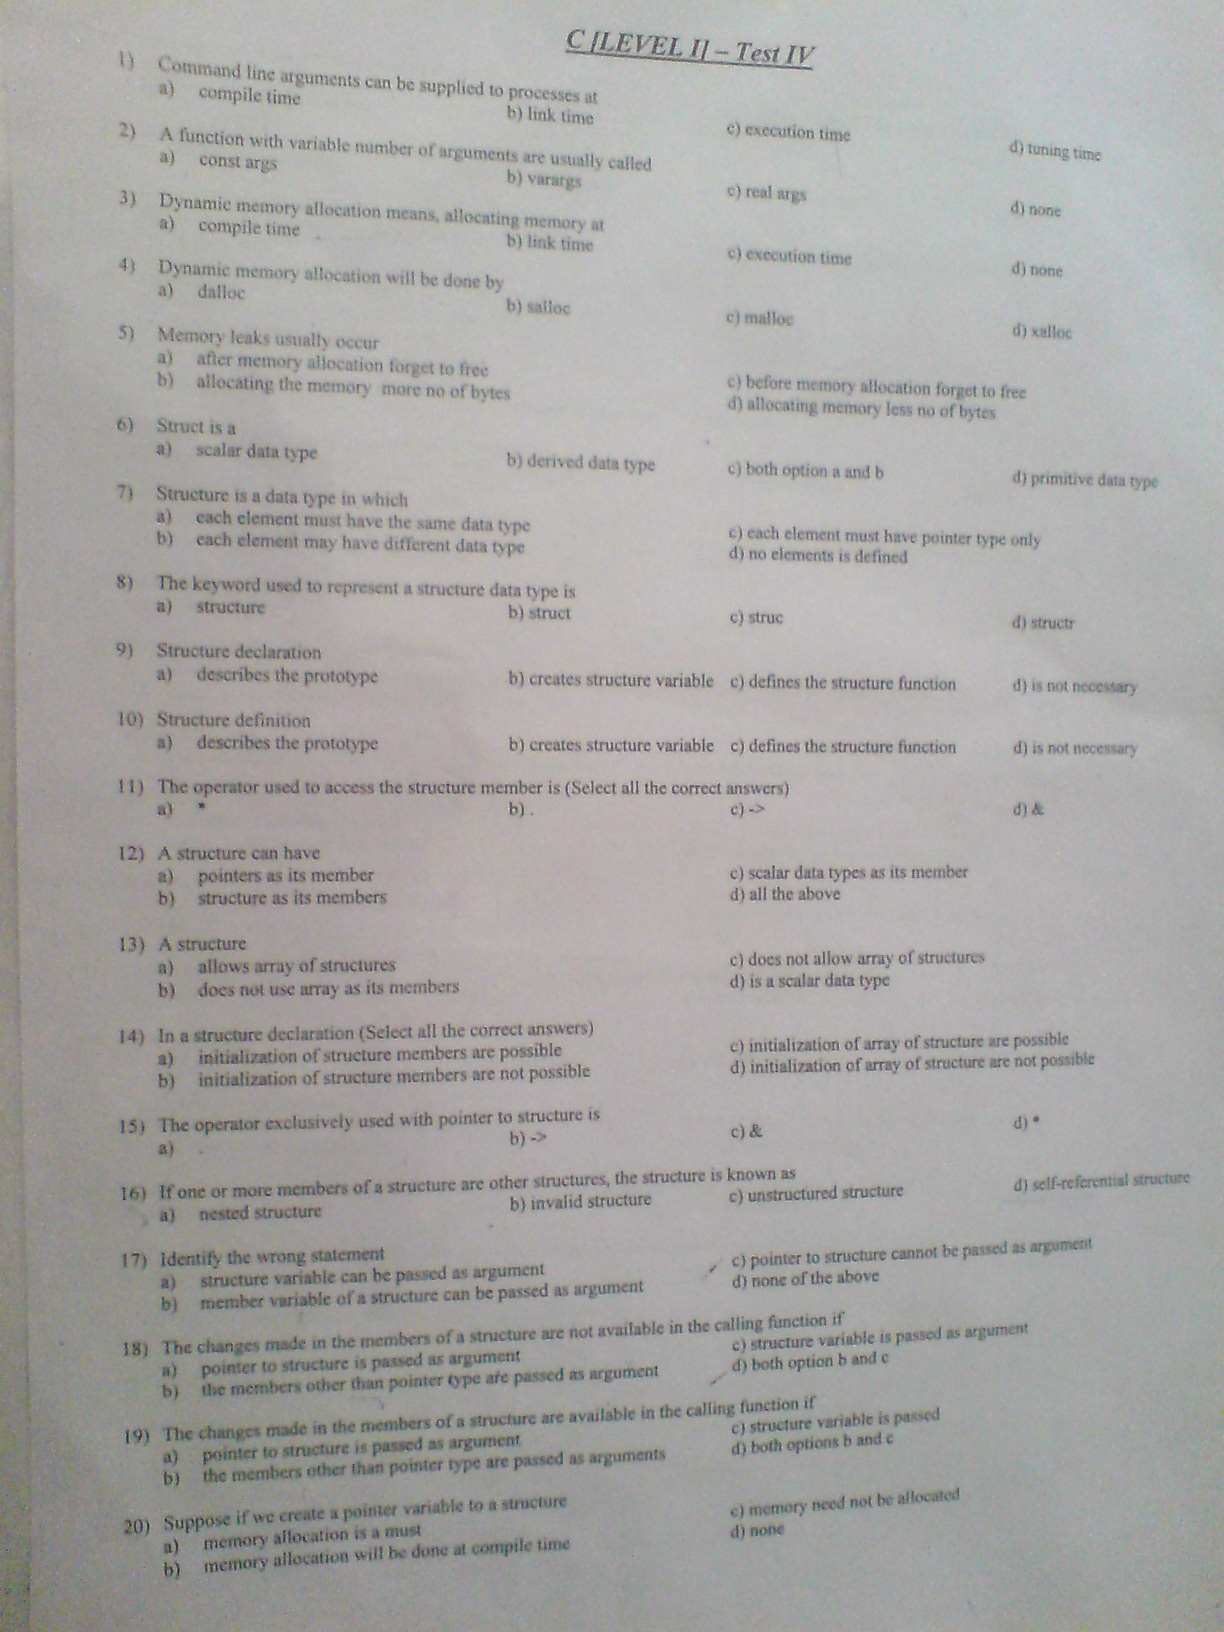 C [LEVEL I] – Test IV
1) Command line arguments can be supplied to processes at
a) compile time b) link time c) execution time d) tuning time
2) A function with variable number of arguments are usually called
a) const args b) varargs c) real args d) none
3) Dynamic memory allocation means, allocating memory at
a) compile time b) link time c) execution time d) none
4) Dynamic memory allocation will be done by
a) dalloc b) salloc c) malloc d) xalloc
5) Memory leaks usually occur
a) after memory allocation forget to free c) before memory allocation forget to free
b) allocating the memory more no of bytes d) allocating memory less no of bytes
6) Struct is a
a) scalar data type b) derived data type c) both option a and b d) primitive data type
7) Structure is a data type in which
a) each element must have the same data type c) each element must have pointer type only
b) each element may have different data type d) no elements is defined
8) The keyword used to represent a structure data type is
a) structure b) struct c) struc d) structr
9) Structure declaration
a) describes the prototype b) creates structure variable c) defines the structure function d) is not necessary
10) Structure definition
a) describes the prototype b) creates structure variable c) defines the structure function d) is not necessary
11) The operator used to access the structure member is (Select all the correct answers)
a) * b) . c) -> d) &
12) A structure can have
a) pointers as its member c) scalar data types as its member
b) structure as its members d) all the above
13) A structure
a) allows array of structures c) does not allow array of structures
b) does not use array as its members d) is a scalar data type
14) In a structure declaration (Select all the correct answers)
a) initialization of structure members are possible c) initialization of array of structure are possible
b) initialization of structure members are not possible d) initialization of array of structure are not possible
15) The operator exclusively used with pointer to structure is
a) . b) -> c) & d) *
16) If one or more members of a structure are other structures, the structure is known as
a) nested structure b) invalid structure c) unstructured structure d) self-referential structure
17) Identify the wrong statement
a) structure variable can be passed as argument c) pointer to structure cannot be passed as argument
b) member variable of a structure can be passed as argument d) none of the above
18) The changes made in the members of a structure are not available in the calling function if
a) pointer to structure is passed as argument c) structure variable is passed as argument
b) the members other than pointer type are passed as argument d) both option b and c
19) The changes made in the members of a structure are available in the calling function if
a) pointer to structure is passed as argument c) structure variable is passed
b) the members other than pointer type are passed as arguments d) both options b and c
20) Suppose if we create a pointer variable to a structure
a) memory allocation is a must c) memory need not be allocated
b) memory allocation will be done at compile time d) none